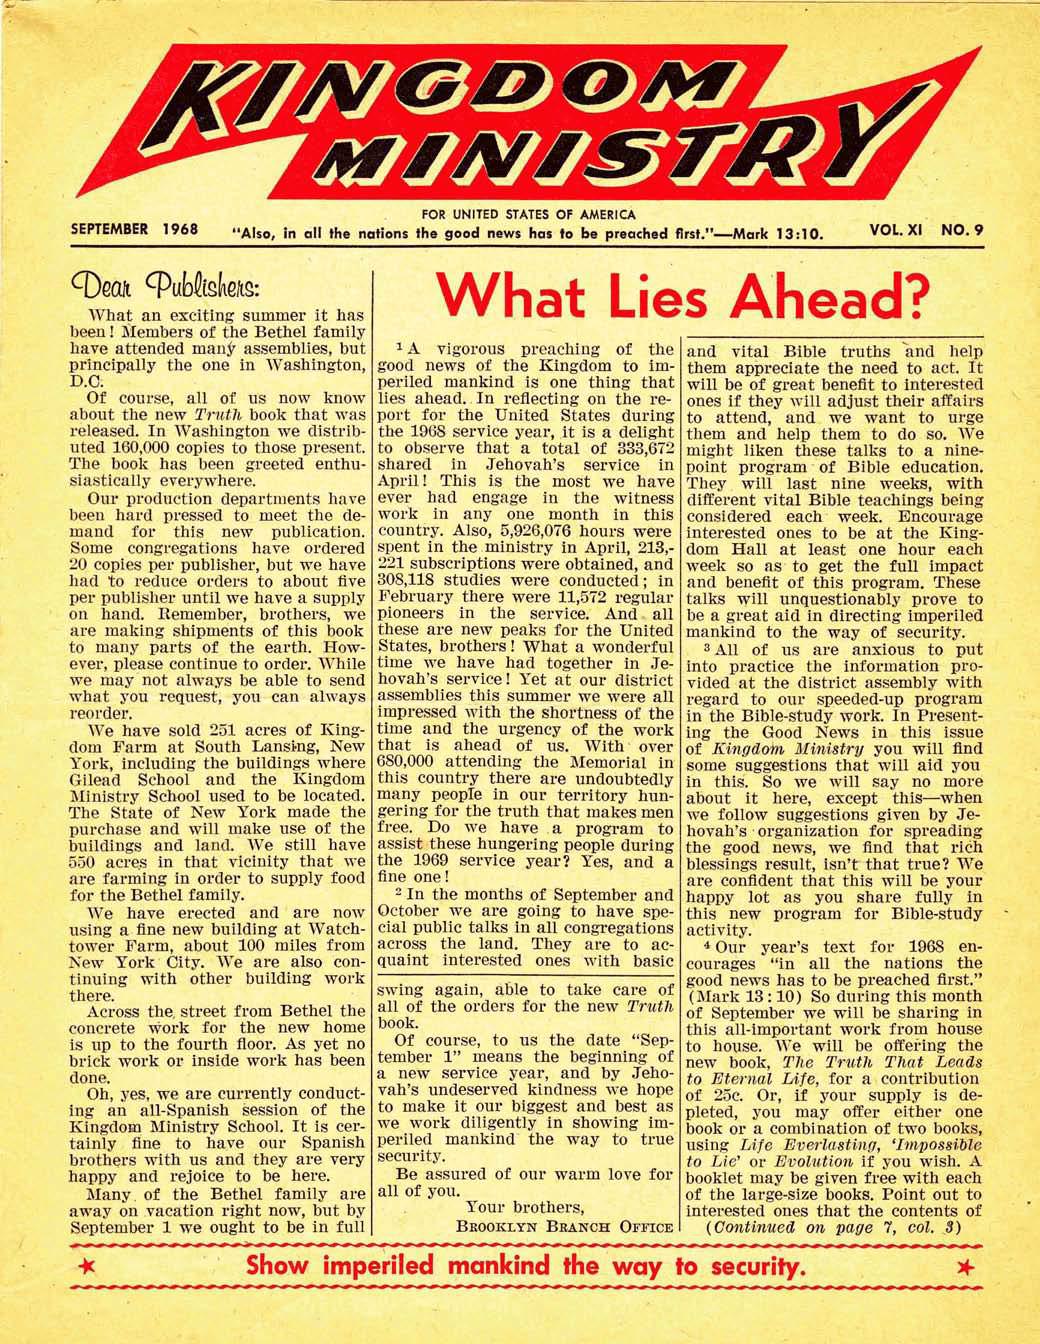 KINGDOM
MINISTRY
FOR UNITED STATES OF AMERICA
SEPTEMBER 1968 "Also, in all the nations the good news has to be preached first."—Mark 13:10. VOL. XI NO. 9
Dear Publishers:
What an exciting summer it has
been! Members of the Bethel family
have attended many assemblies, but
principally the one in Washington,
D.C.
Of course, all of us now know
about the new Truth book that was
released. In Washington we distrib-
uted 160,000 copies to those present.
The book has been greeted enthu-
siastically everywhere.
Our production departments have
been hard pressed to meet the de-
mand for this new publication.
Some congregations have ordered
20 copies per publisher, but we have
had to reduce orders to about five
per publisher until we have a supply
on hand. Remember, brothers, we
are making shipments of this book
to many parts of the earth. How-
ever, please continue to order. While
we may not always be able to send
what you request, you can always
reorder.
We have sold 251 acres of King-
dom Farm at South Lansing, New
York, including the buildings where
Gilead School and the Kingdom
Ministry School used to be located.
The State of New York made the
purchase and will make use of the
buildings and land. We still have
550 acres in that vicinity that we
are farming in order to supply food
for the Bethel family.
We have erected and are now
using a fine new building at Watch-
tower Farm, about 100 miles from
New York City. We are also con-
tinuing with other building work
there.
Across the street from Bethel the
concrete work for the new home
is up to the fourth floor. As yet no
brick work or inside work has been
done.
Oh, yes, we are currently conduct-
ing an all-Spanish session of the
Kingdom Ministry School. It is cer-
tainly fine to have our Spanish
brothers with us and they are very
happy and rejoice to be here.
Many of the Bethel family are
away on vacation right now, but by
September 1 we ought to be in full
swing again, able to take care of
all of the orders for the new Truth
book.
Of course, to us the date "Sep-
tember 1" means the beginning of
a new service year, and by Jeho-
vah's undeserved kindness we hope
to make it our biggest and best as
we work diligently in showing im-
periled mankind the way to true
security.
Be assured of our warm love for
all of you.
Your brothers,
BROOKLYN BRANCH OFFICE
What Lies Ahead?
1 A vigorous preaching of the
good news of the Kingdom to im-
periled mankind is one thing that
lies ahead. In reflecting on the re-
port for the United States during
the 1968 service year, it is a delight
to observe that a total of 333,672
shared in Jehovah's service in
April! This is the most we have
ever had engage in the witness
work in any one month in this
country. Also, 5,926,076 hours were
spent in the ministry in April, 213,-
221 subscriptions were obtained, and
308,118 studies were conducted; in
February there were 11,572 regular
pioneers in the service. And all
these are new peaks for the United
States, brothers! What a wonderful
time we have had together in Je-
hovah's service! Yet at our district
assemblies this summer we were all
impressed with the shortness of the
time and the urgency of the work
that is ahead of us. With over
680,000 attending the Memorial in
this country there are undoubtedly
many people in our territory hun-
gering for the truth that makes men
free. Do we have a program to
assist these hungering people during
the 1969 service year? Yes, and a
fine one!
2 In the months of September and
October we are going to have spe-
cial public talks in all congregations
across the land. They are to ac-
quaint interested ones with basic
and vital Bible truths and help
them appreciate the need to act. It
will be of great benefit to interested
ones if they will adjust their affairs
to attend, and we want to urge
them and help them to do so. We
might liken these talks to a nine-
point program of Bible education.
They will last nine weeks, with
different vital Bible teachings being
considered each week. Encourage
interested ones to be at the King-
dom Hall at least one hour each
week so as to get the full impact
and benefit of this program. These
talks will unquestionably prove to
be a great aid in directing imperiled
mankind to the way of security.
3 All of us are anxious to put
into practice the information pro-
vided at the district assembly with
regard to our speeded-up program
in the Bible-study work. In Present-
ing the Good News in this issue
of Kingdom Ministry you will find
some suggestions that will aid you
in this. So we will say no more
about it here, except this—when
we follow suggestions given by Je-
hovah's organization for spreading
the good news, we find that rich
blessings result, isn't that true? We
are confident that this will be your
happy lot as you share fully in
this new program for Bible-study
activity.
4 Our year's text for 1968 en-
courages "in all the nations the
good news has to be preached first."
(Mark 13:10) So during this month
of September we will be sharing in
this all-important work from house
to house. We will be offering the
new book, The Truth That Leads
to Eternal Life, for a contribution
of 25c. Or, if your supply is de-
pleted, you may offer either one
book or a combination of two books,
using Life Everlasting, 'Impossible
to Lie' or Evolution if you wish. A
booklet may be given free with each
of the large-size books. Point out to
interested ones that the contents of
(Continued on page 7, col. 3)
Show imperiled mankind the way to security.